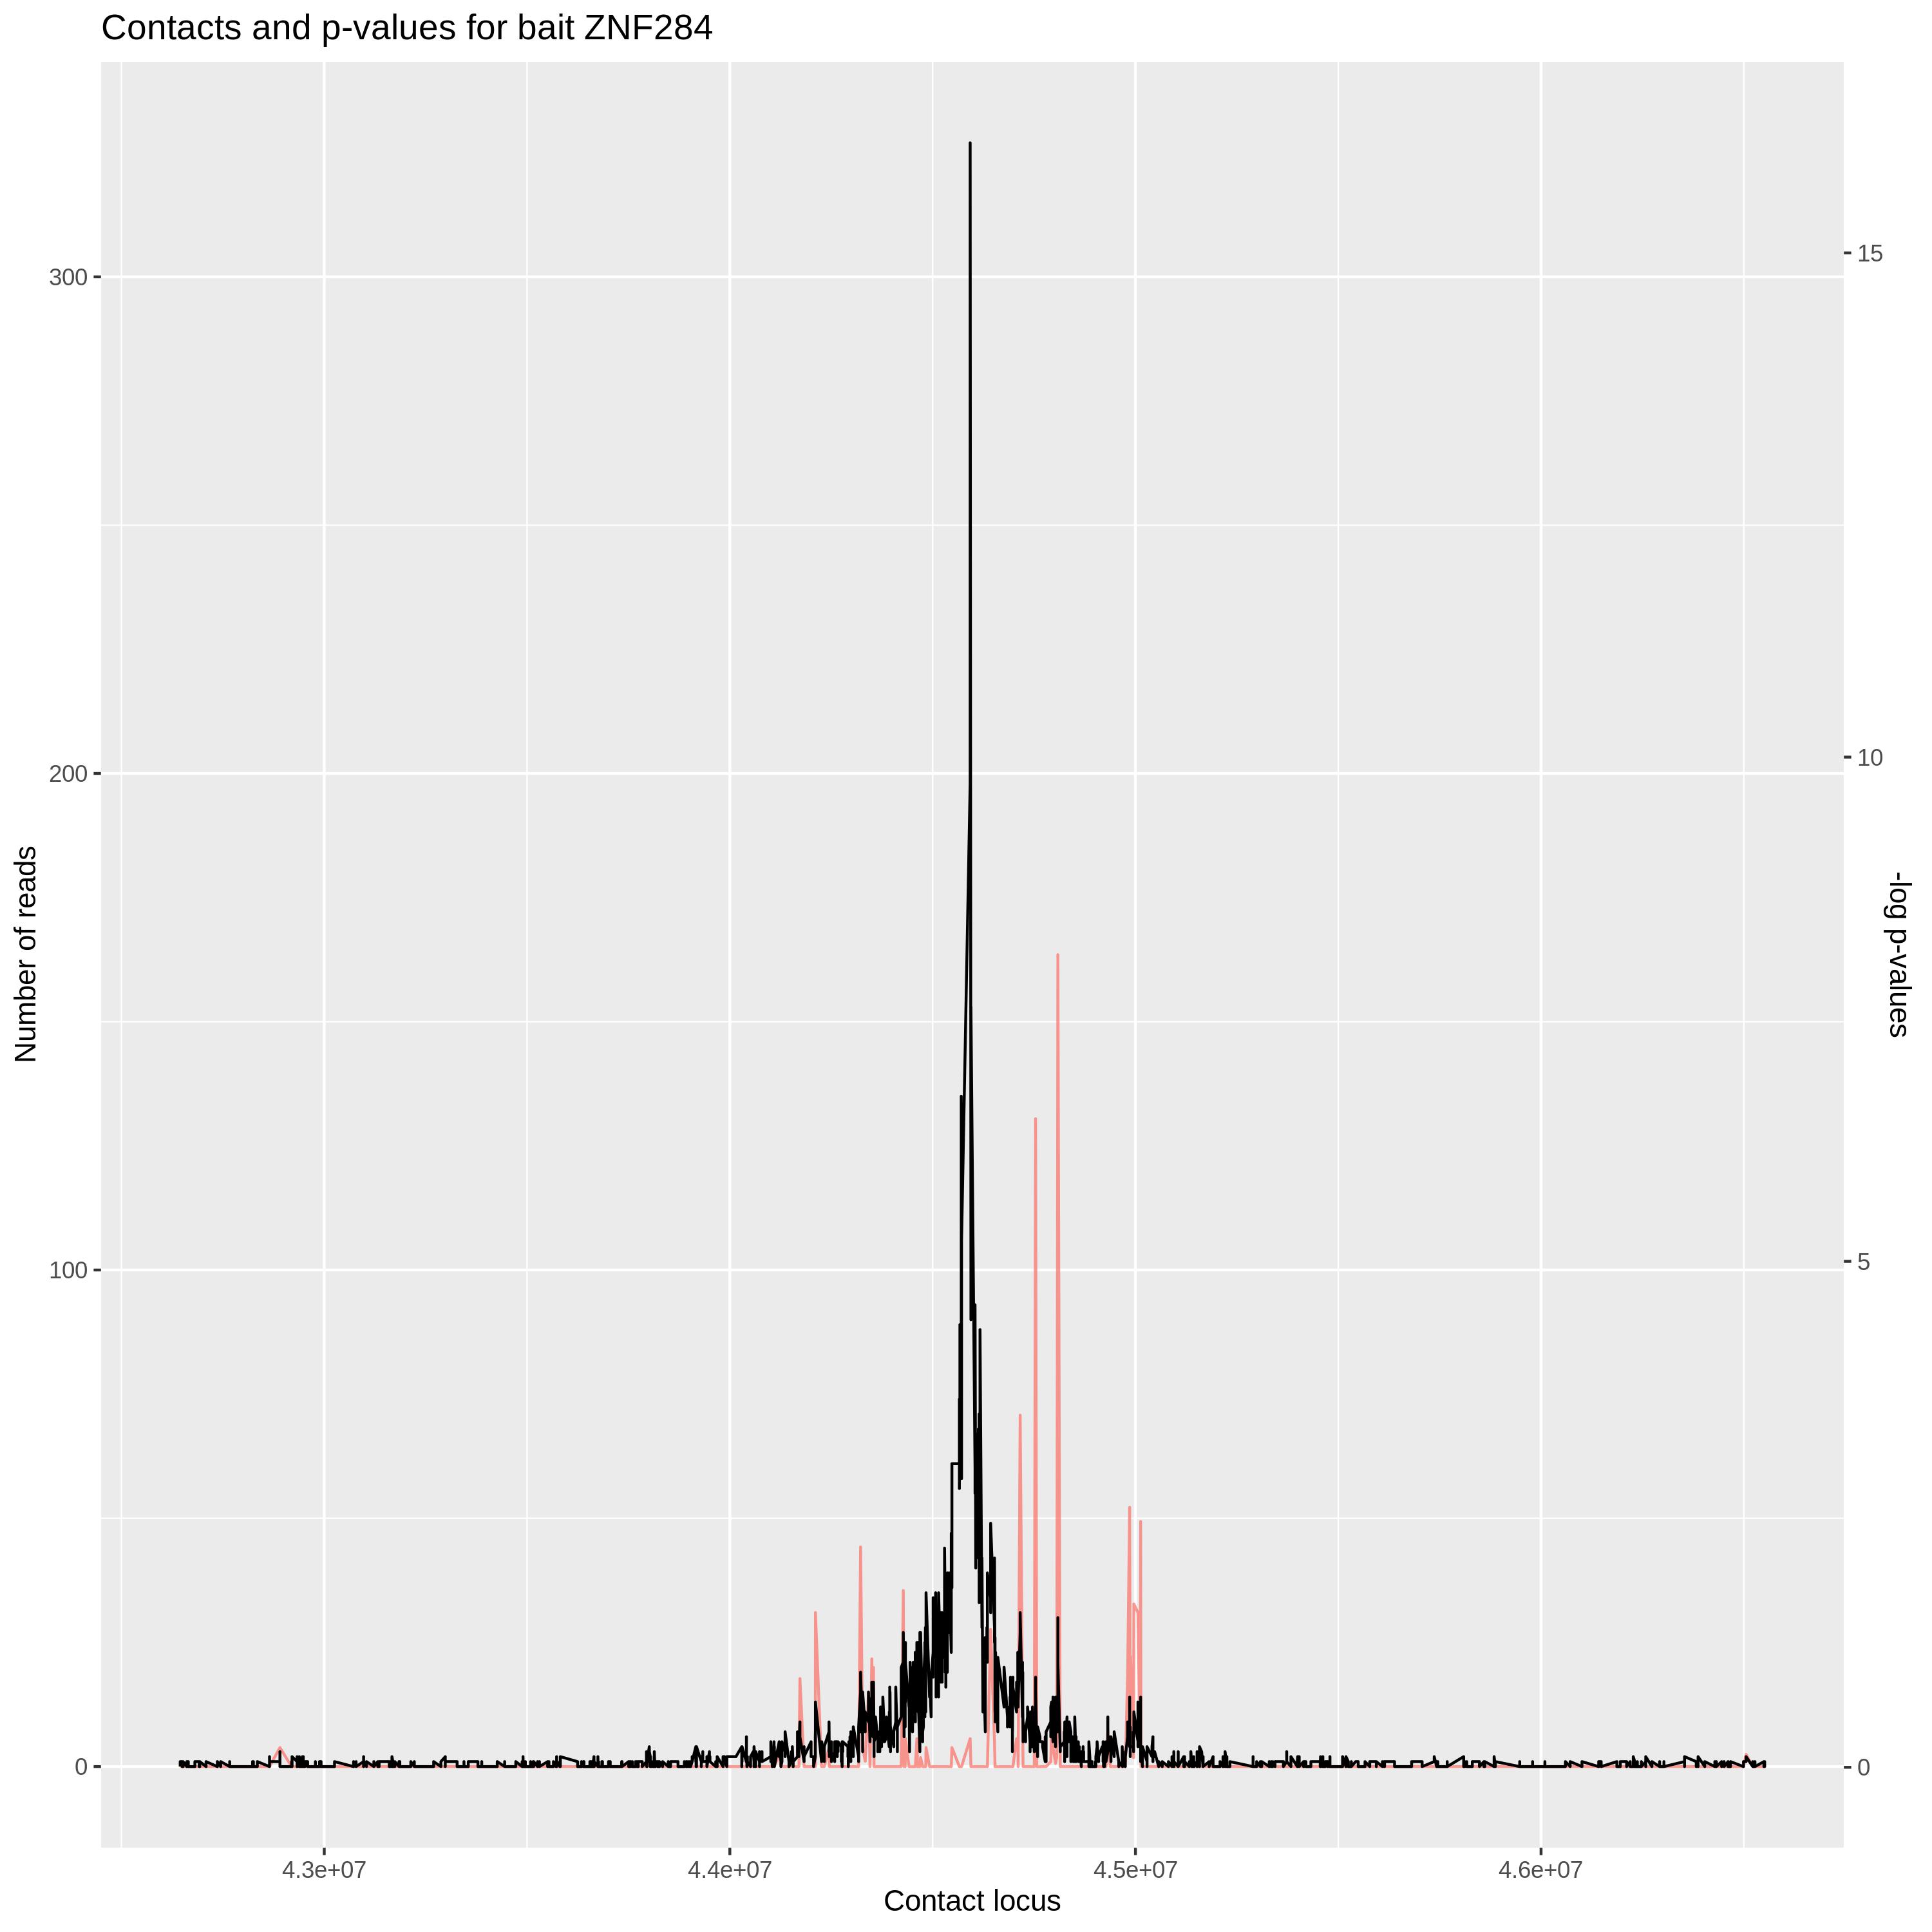 Contacts and p-values for bait ZNF284
300
200
100
0
15
10
5
0
Number of reads
-log p-values
4.3e+07 4.4e+07 4.5e+07 4.6e+07
Contact locus